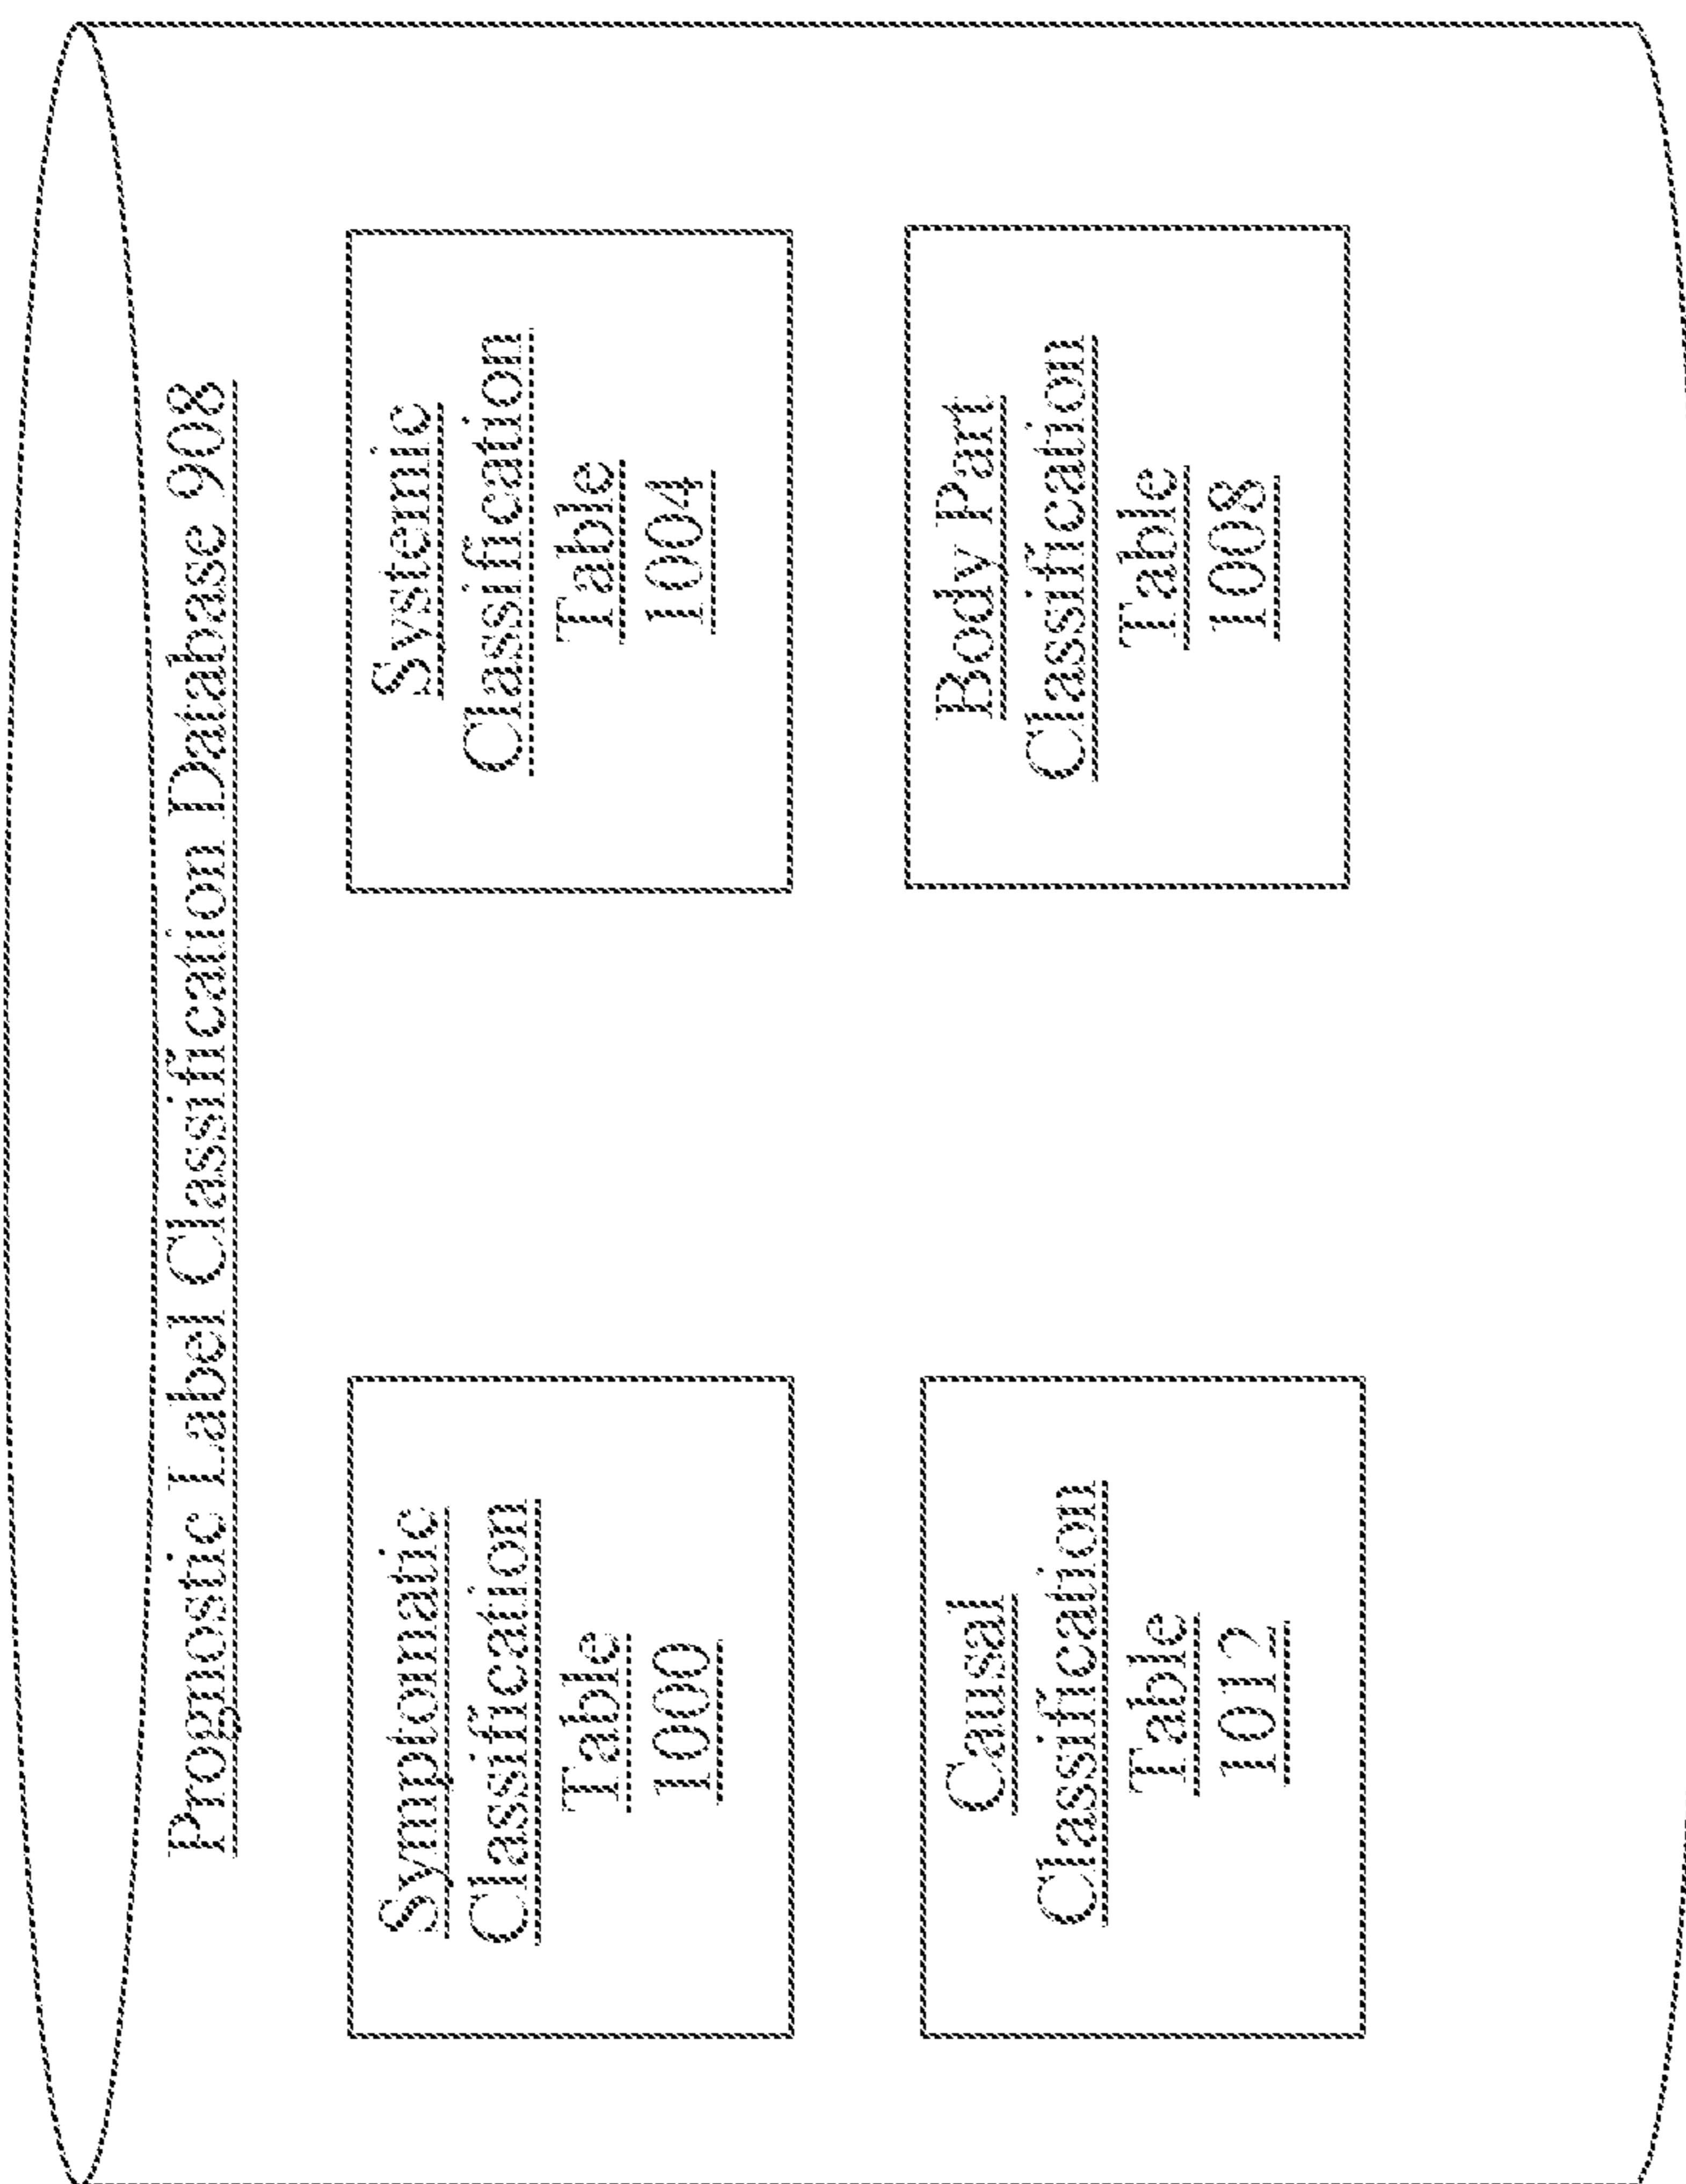 Prognostic Label Classification Database 908
Symptomatic
Classification
Table
1000
Systemic
Classification
Table
1004
Causal
Classification
Table
1012
Body Part
Classification
Table
1008